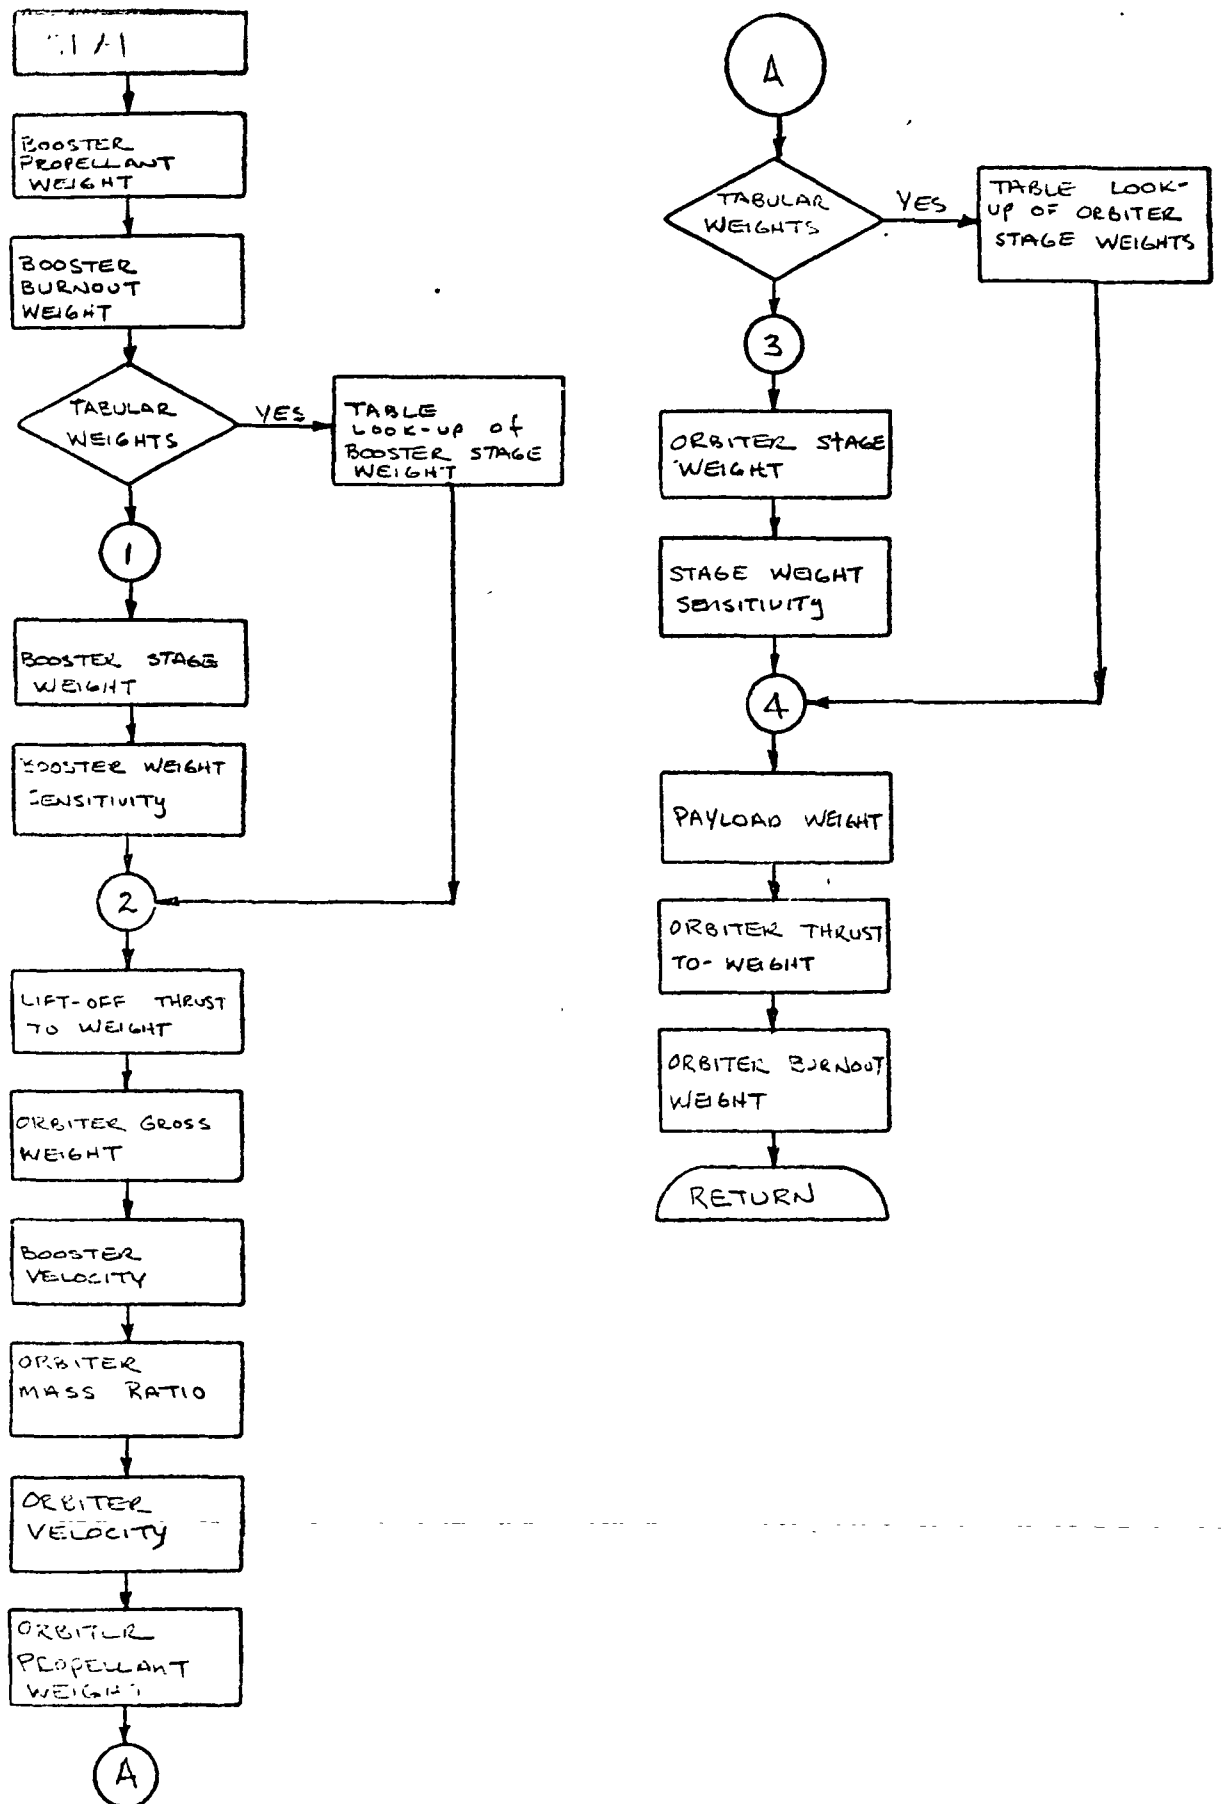 BOOSTER
PROPELLANT
WEIGHT
BOOSTER
BURNOUT
WEIGHT
TABULAR
WEIGHTS
YES
TABLE
LOOK-UP of
BOOSTER STAGE
WEIGHT
1
BOOSTER STAGE
WEIGHT
BOOSTER WEIGHT
SENSITIVITY
2
LIFT-OFF THRUST
TO WEIGHT
ORBITER GROSS
WEIGHT
BOOSTER
VELOCITY
ORBITER
MASS RATIO
ORBITER
VELOCITY
ORBITER
PROPELLANT
WEIGHT
A
A
TABULAR
WEIGHTS
YES
TABLE LOOK-
UP OF ORBITER
STAGE WEIGHTS
3
ORBITER STAGE
WEIGHT
STAGE WEIGHT
SENSITIVITY
4
PAYLOAD WEIGHT
ORBITER THRUST
TO-WEIGHT
ORBITER BURNOUT
WEIGHT
RETURN